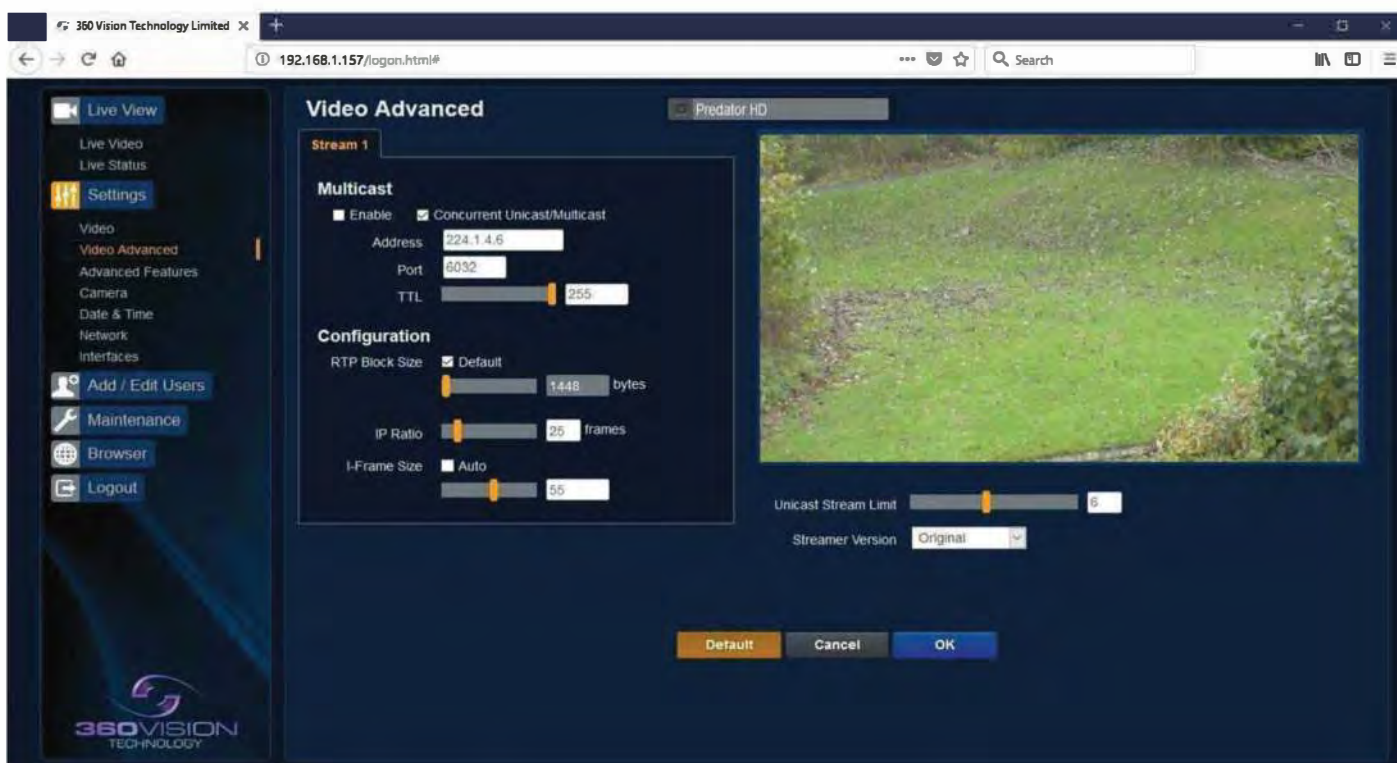 360 Vision Technology Limited
192.168.1.157/logon.html#
Search
Live View
Live Video
Live Status
Settings
Video
Video Advanced
Advanced Features
Camera
Date & Time
Network
Interfaces
Add / Edit Users
Maintenance
Browser
Logout
360VISION
TECHNOLOGY
Video Advanced
Predator HD
Stream 1
Multicast
Enable
Concurrent Unicast/Multicast
Address 224.1.4.6
Port 6032
TTL 255
Configuration
RTP Block Size Default
1448 bytes
IP Ratio 25 frames
I-Frame Size Auto
55
Unicast Stream Limit 6
Streamer Version Original
Default
Cancel
OK